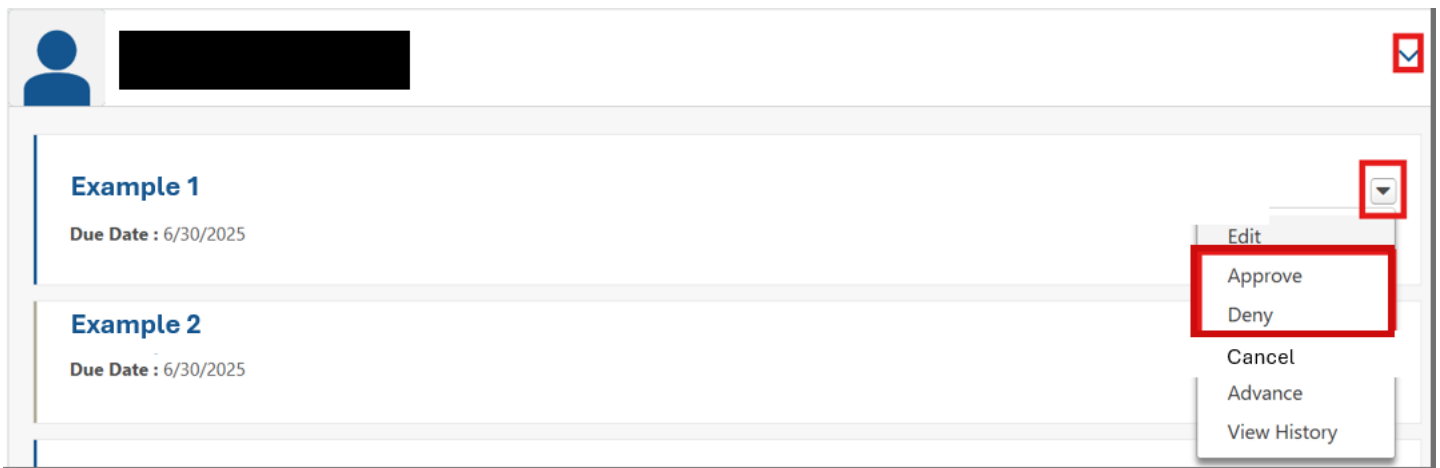 Example 1
Due Date : 6/30/2025
Edit
Approve
Deny
Cancel
Advance
View History
Example 2
Due Date : 6/30/2025